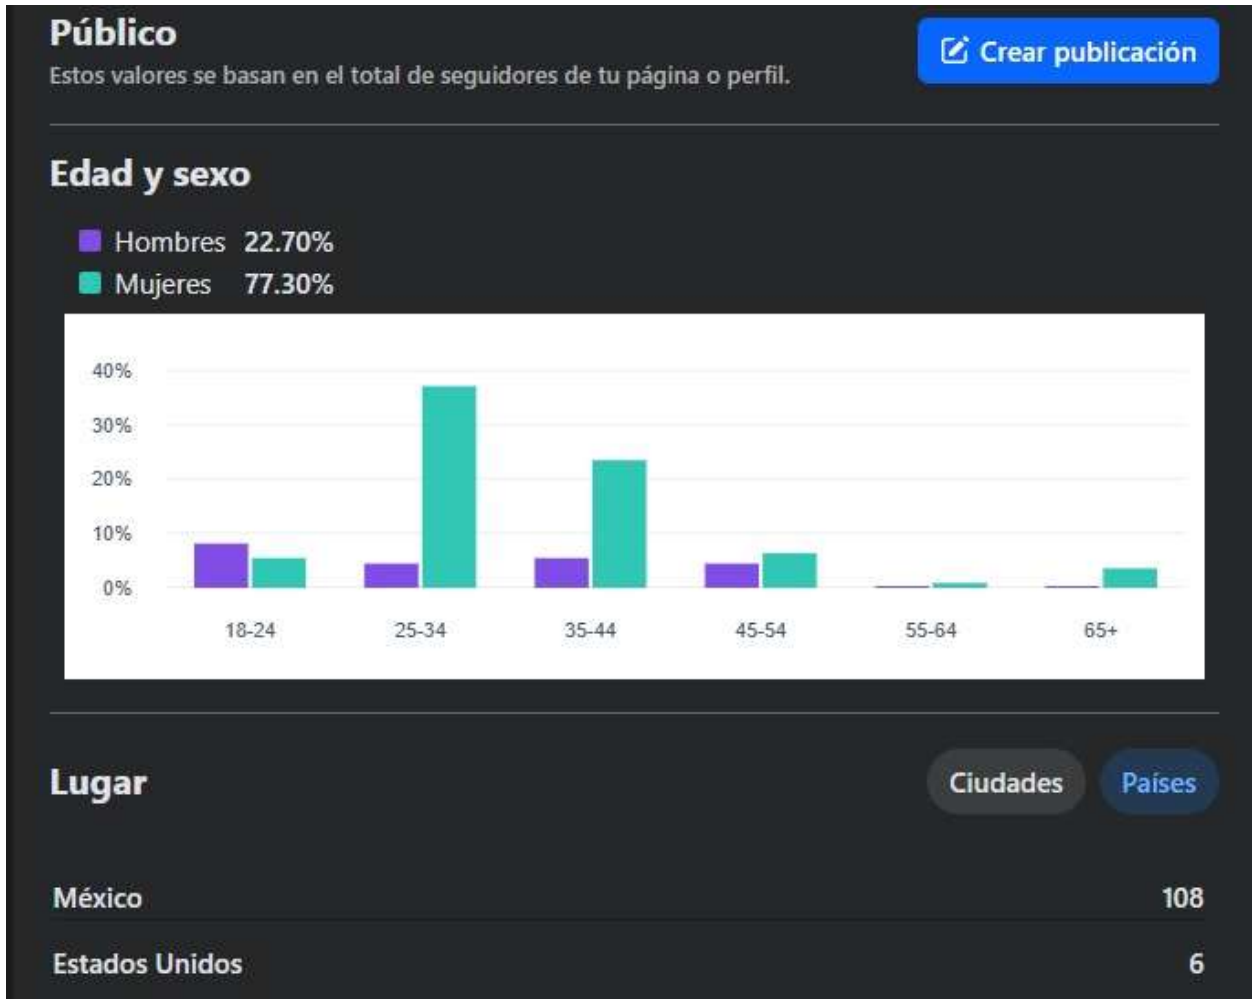 Público
Crear publicación
Estos valores se basan en el total de seguidores de tu página o perfil.
Edad y sexo
Hombres 22.70%
Mujeres 77.30%
40%
30%
20%
10%
0%
18-24 25-34 35-44 45-54 55-64 65+
Lugar
Ciudades Países
México 108
Estados Unidos 6